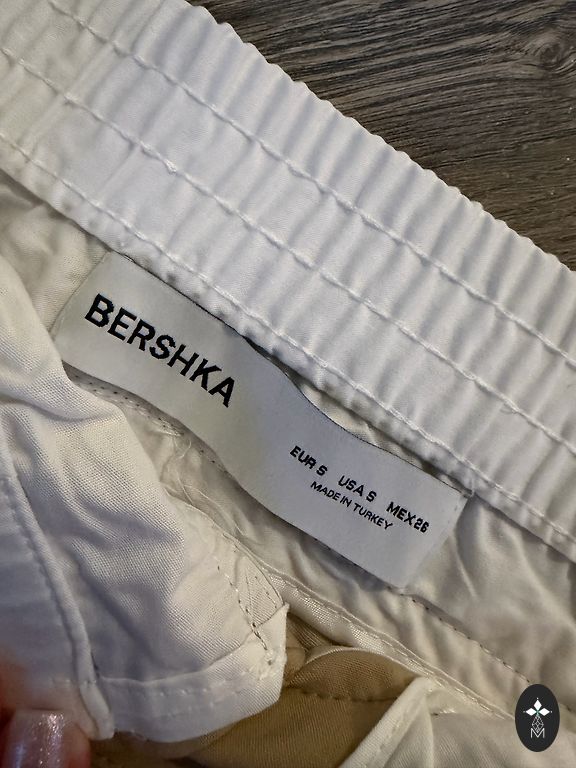 BERSHKA
EUR S USA S MEX 26
MADE IN TURKEY
M